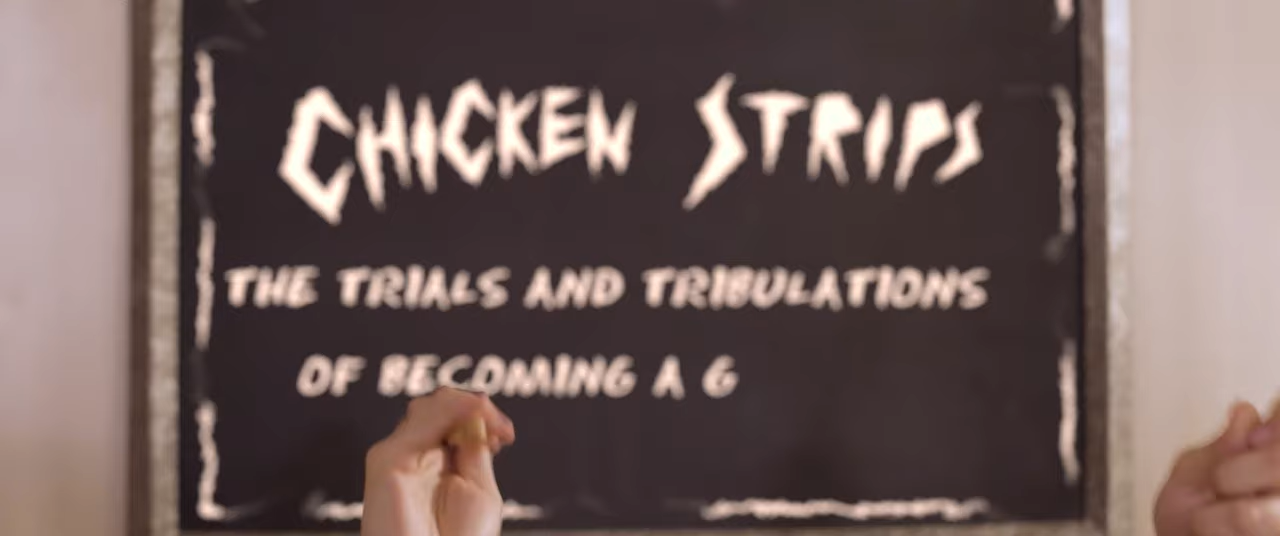 CHICKEN STRIPS
THE TRIALS AND TRIBULATIONS
OF BECOMING A G